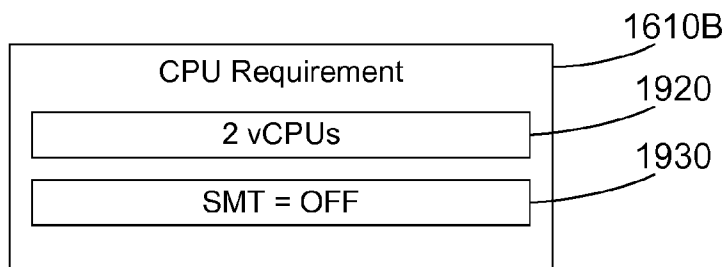 1610B
CPU Requirement
1920
2 vCPUs
1930
SMT = OFF